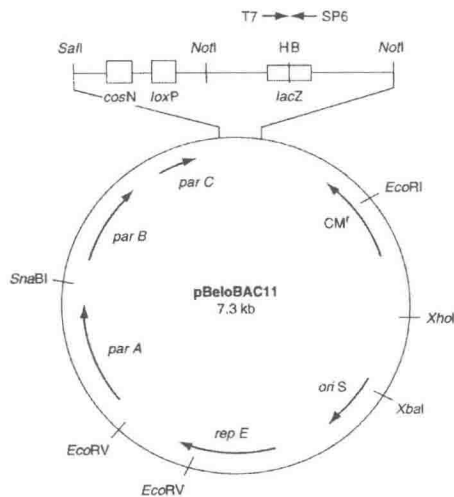 T7 SP6
SalI NotI HB NotI
cosN loxP lacZ
par C
EcoRI
par B
CMʳ
SnaBI
pBeloBAC11
7.3 kb
XhoI
par A
ori S
XbaI
rep E
EcoRV
EcoRV